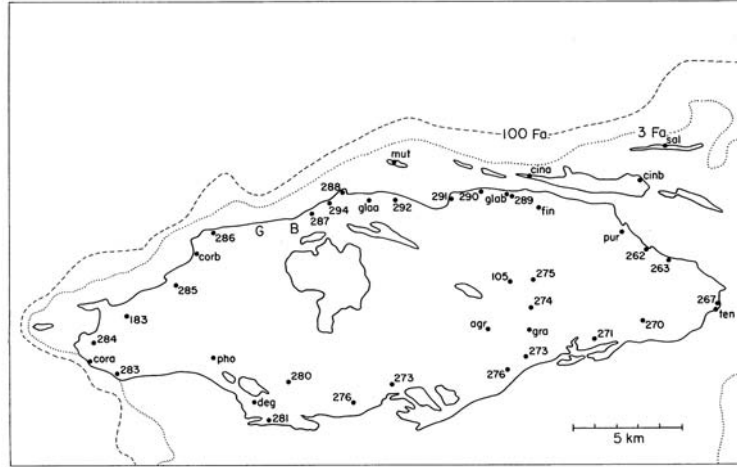 100 Fa.
3 Fa.
sal
mut
cina
cinb
288
294
glaa
292
291
290
glab
289
fin
287
G
B
286
corb
pur
262
263
285
105
275
274
183
267
ten
270
agr
gra
271
284
cora
pho
273
283
276
280
273
deg
276
281
5 km